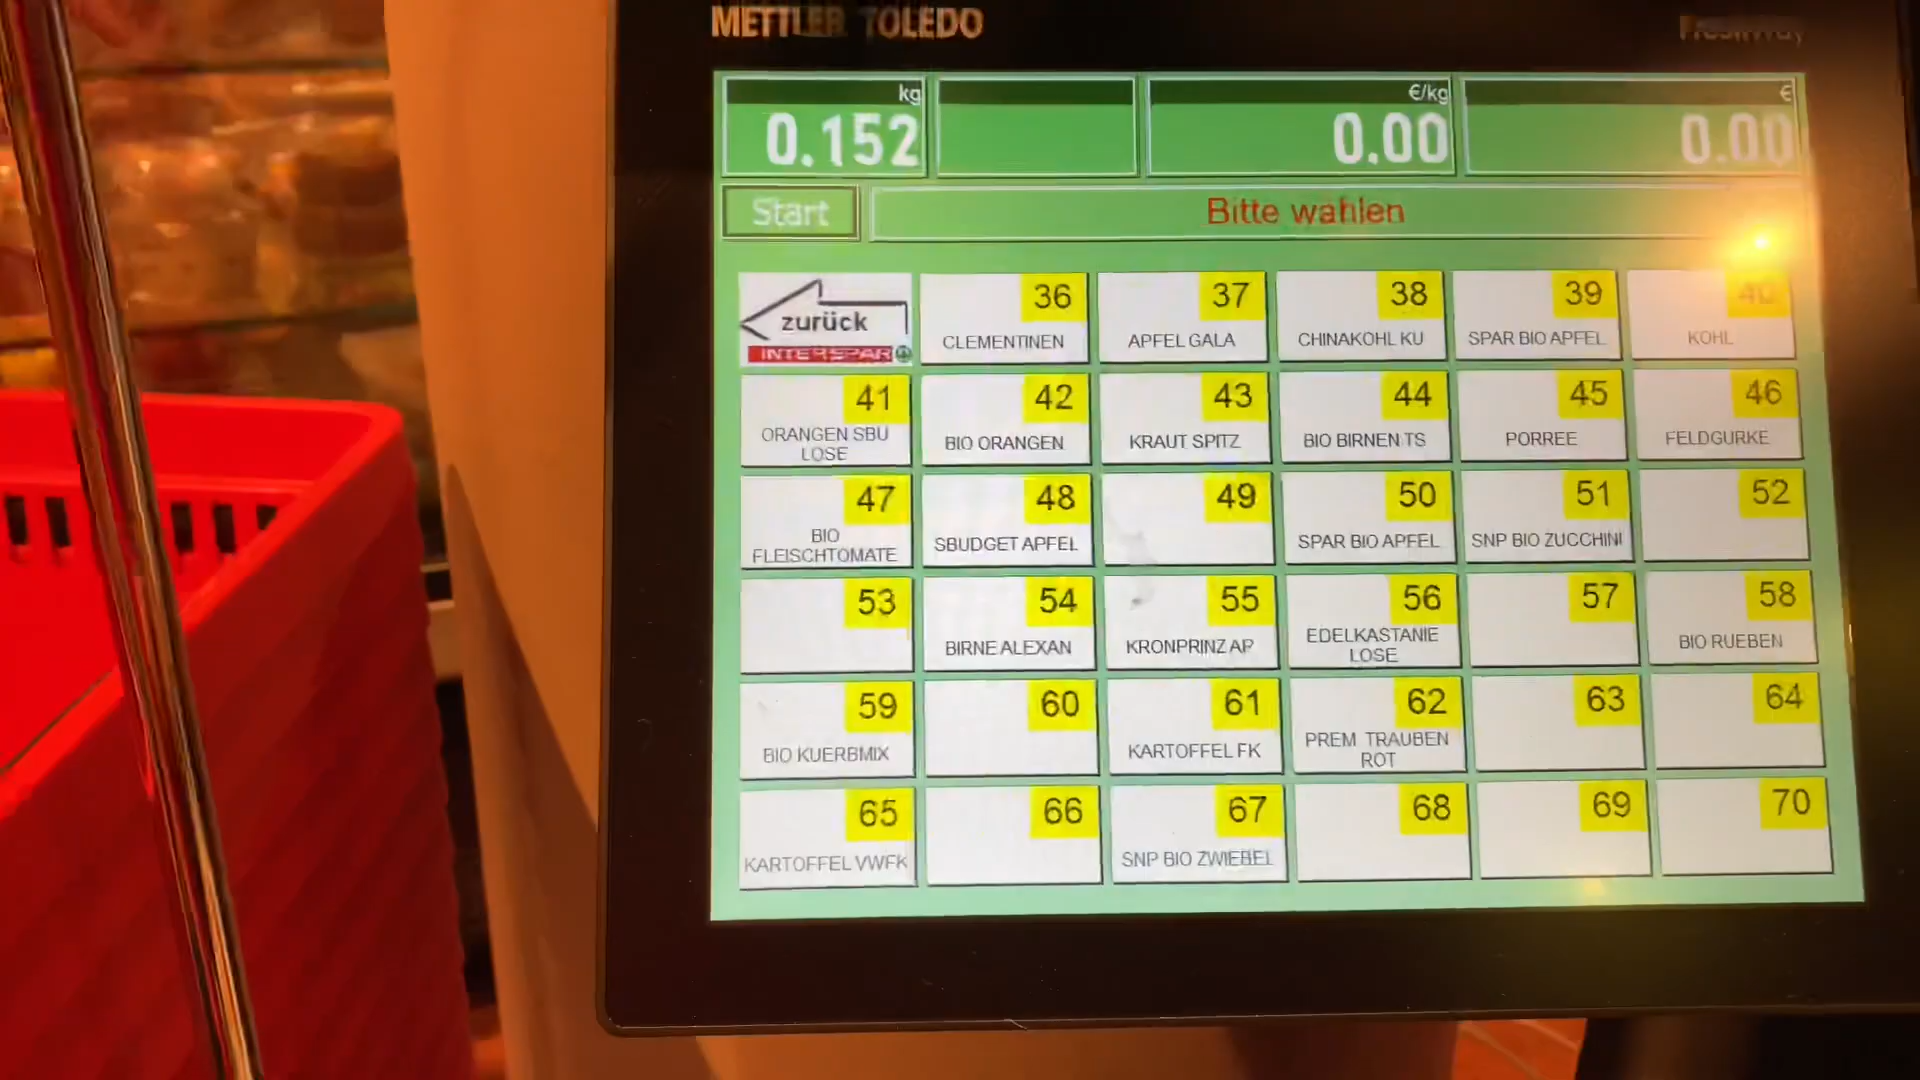 METTLER TOLEDO
FreshWay
kg
€/kg
€
0.152
0.00
0.00
Start
Bitte wählen
zurück
INTERSPAR
36
CLEMENTINEN
37
APFEL GALA
38
CHINAKOHL KU
39
SPAR BIO APFEL
40
KOHL
41
ORANGEN SBU
LOSE
42
BIO ORANGEN
43
KRAUT SPITZ
44
BIO BIRNEN TS
45
PORREE
46
FELDGURKE
47
BIO
FLEISCHTOMATE
48
SBUDGET APFEL
49
50
SPAR BIO APFEL
51
SNP BIO ZUCCHINI
52
53
54
BIRNE ALEXAN
55
KRONPRINZ AP
56
EDELKASTANIE
LOSE
57
58
BIO RUEBEN
59
BIO KUERBMIX
60
61
KARTOFFEL FK
62
PREM TRAUBEN
ROT
63
64
65
KARTOFFEL VWFK
66
67
SNP BIO ZWIEBEL
68
69
70